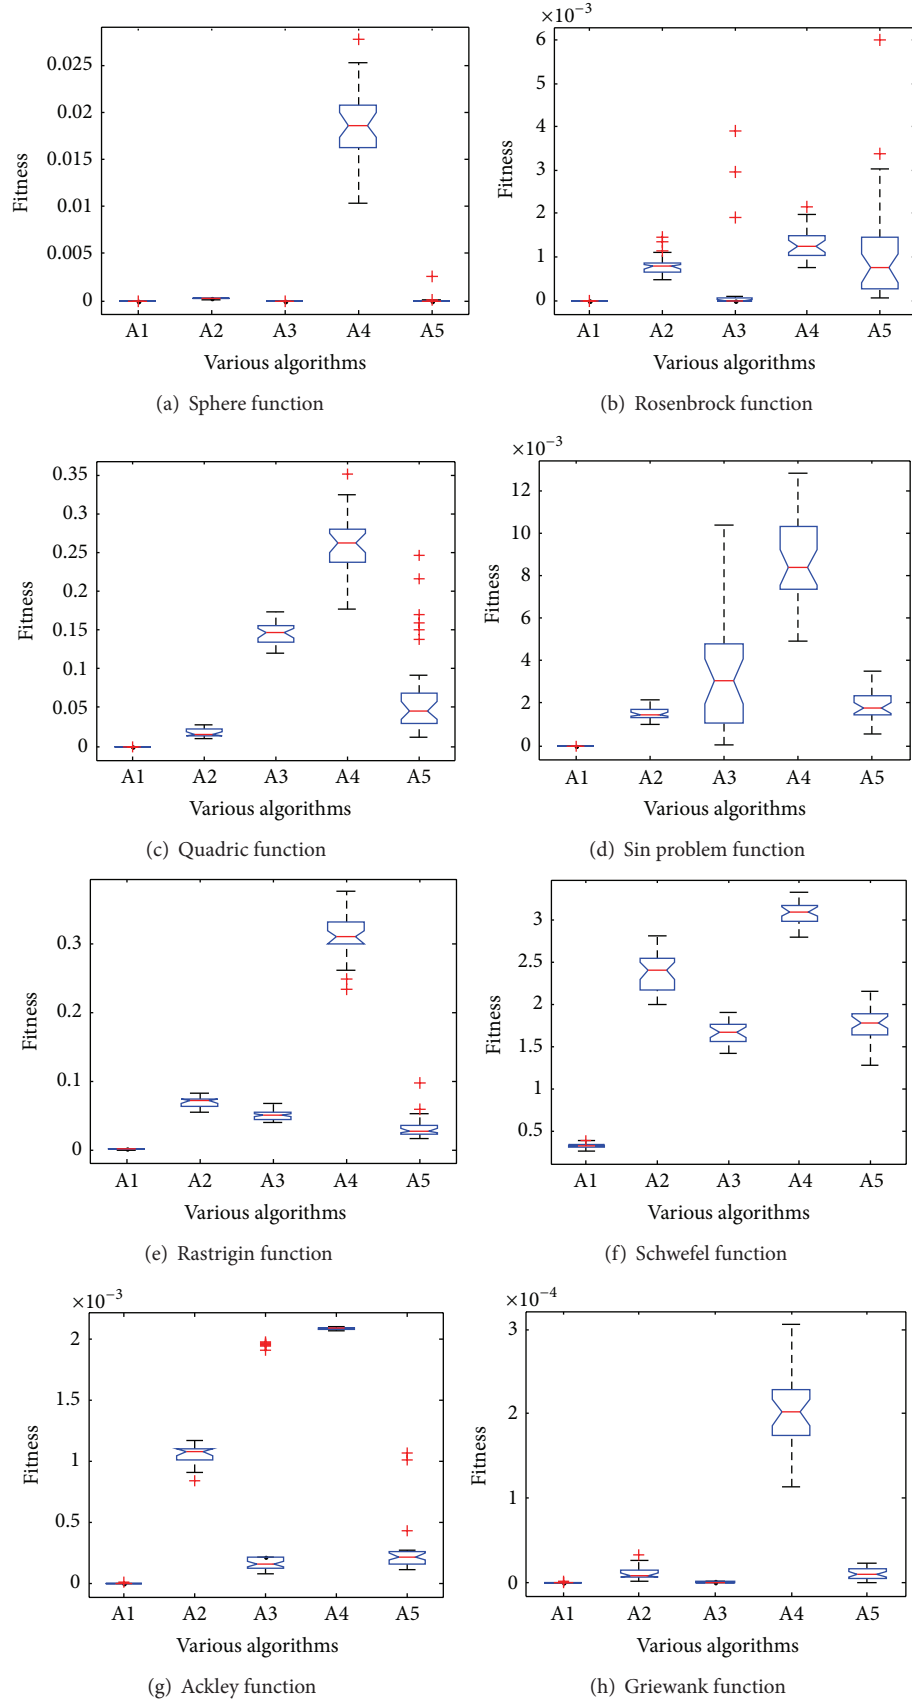 0.025
0.02
0.015
0.01
0.005
0
Fitness
A1 A2 A3 A4 A5
Various algorithms
(a) Sphere function
×10−3
6
5
4
3
2
1
0
Fitness
A1 A2 A3 A4 A5
Various algorithms
(b) Rosenbrock function
0.35
0.3
0.25
0.2
0.15
0.1
0.05
0
Fitness
A1 A2 A3 A4 A5
Various algorithms
(c) Quadric function
×10−3
12
10
8
6
4
2
0
Fitness
A1 A2 A3 A4 A5
Various algorithms
(d) Sin problem function
0.3
0.2
0.1
0
Fitness
A1 A2 A3 A4 A5
Various algorithms
(e) Rastrigin function
3
2.5
2
1.5
1
0.5
Fitness
A1 A2 A3 A4 A5
Various algorithms
(f) Schwefel function
×10−3
2
1.5
1
0.5
0
Fitness
A1 A2 A3 A4 A5
Various algorithms
(g) Ackley function
×10−4
3
2
1
0
Fitness
A1 A2 A3 A4 A5
Various algorithms
(h) Griewank function